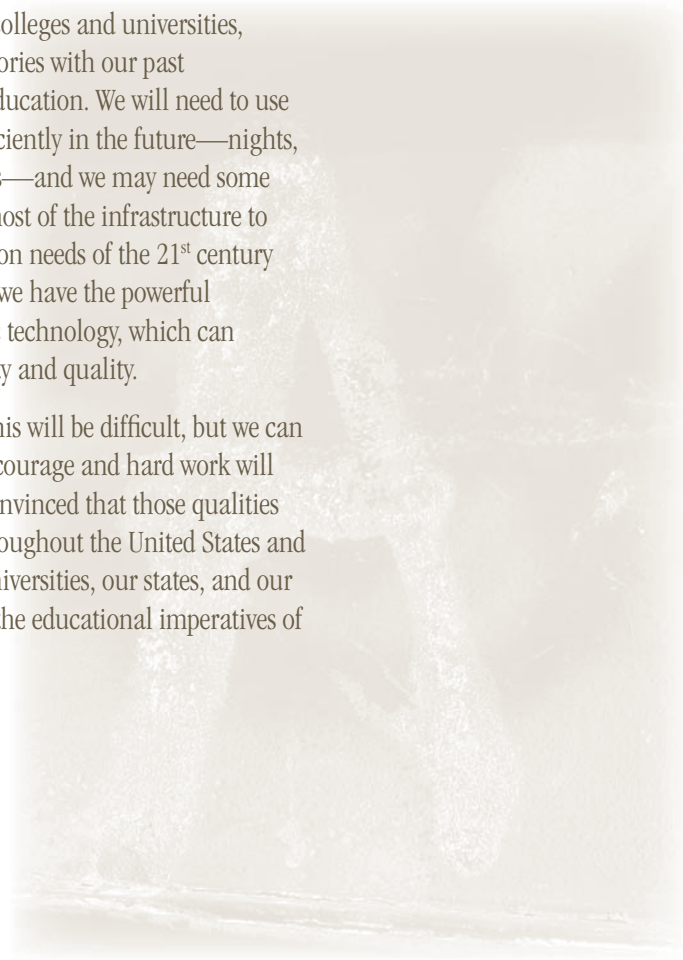 olleges and universities,
ories with our past
ducation. We will need to use
ciently in the future—nights,
s—and we may need some
nost of the infrastructure to
on needs of the 21st century
we have the powerful
technology, which can
y and quality.
nis will be difficult, but we can
courage and hard work will
nvinced that those qualities
oughout the United States and
niversities, our states, and our
the educational imperatives of
A